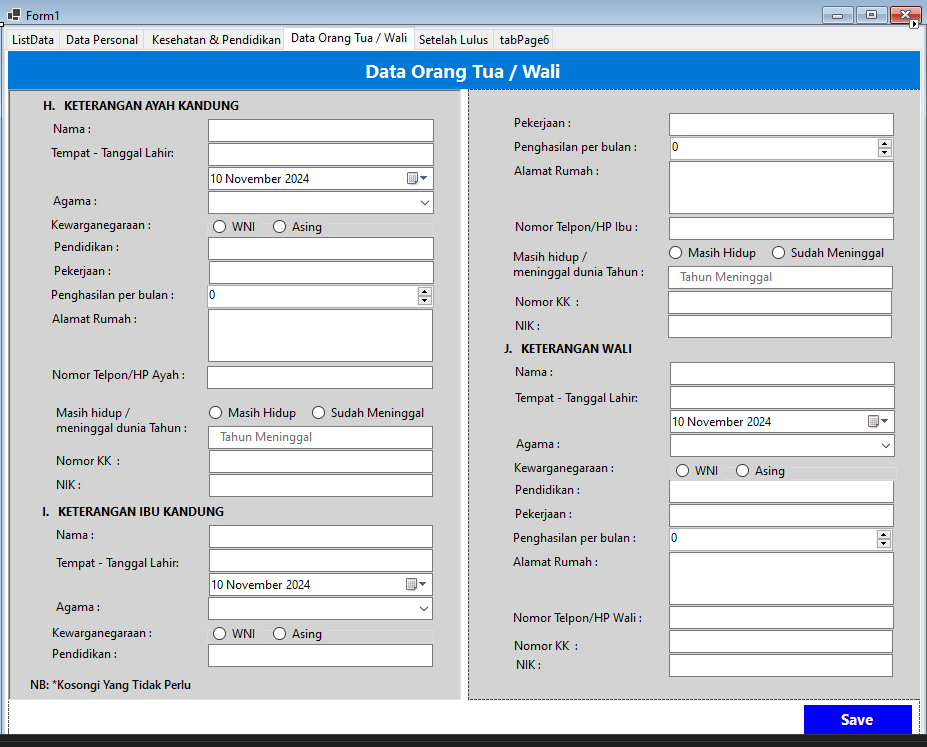 Form1
ListData Data Personal Kesehatan & Pendidikan Data Orang Tua / Wali Setelah Lulus tabPage6
Data Orang Tua / Wali
H. KETERANGAN AYAH KANDUNG
Nama :
Tempat - Tanggal Lahir:
10 November 2024
Agama :
Kewarganegaraan : WNI Asing
Pendidikan :
Pekerjaan :
Penghasilan per bulan : 0
Alamat Rumah :
Nomor Telpon/HP Ayah :
Masih hidup /
meninggal dunia Tahun :
Masih Hidup Sudah Meninggal
Tahun Meninggal
Nomor KK :
NIK :
I. KETERANGAN IBU KANDUNG
Nama :
Tempat - Tanggal Lahir:
10 November 2024
Agama :
Kewarganegaraan : WNI Asing
Pendidikan :
NB: *Kosongi Yang Tidak Perlu
Pekerjaan :
Penghasilan per bulan : 0
Alamat Rumah :
Nomor Telpon/HP Ibu :
Masih hidup /
meninggal dunia Tahun :
Masih Hidup Sudah Meninggal
Tahun Meninggal
Nomor KK :
NIK :
J. KETERANGAN WALI
Nama :
Tempat - Tanggal Lahir:
10 November 2024
Agama :
Kewarganegaraan : WNI Asing
Pendidikan :
Pekerjaan :
Penghasilan per bulan : 0
Alamat Rumah :
Nomor Telpon/HP Wali :
Nomor KK :
NIK :
Save